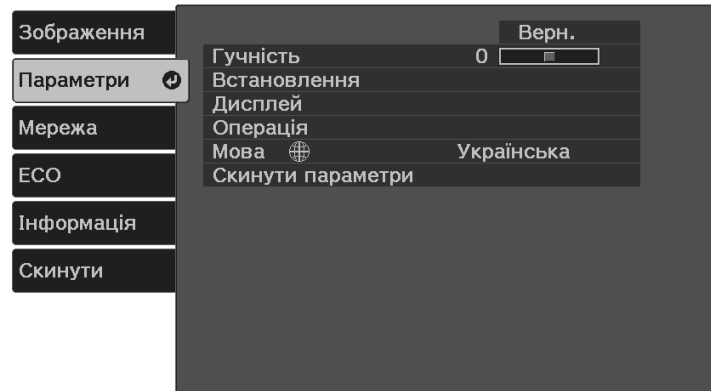 Зображення
Параметри
Мережа
ECO
Інформація
Скинути
Верн.
Гучність 0
Встановлення
Дисплей
Операція
Мова Українська
Скинути параметри